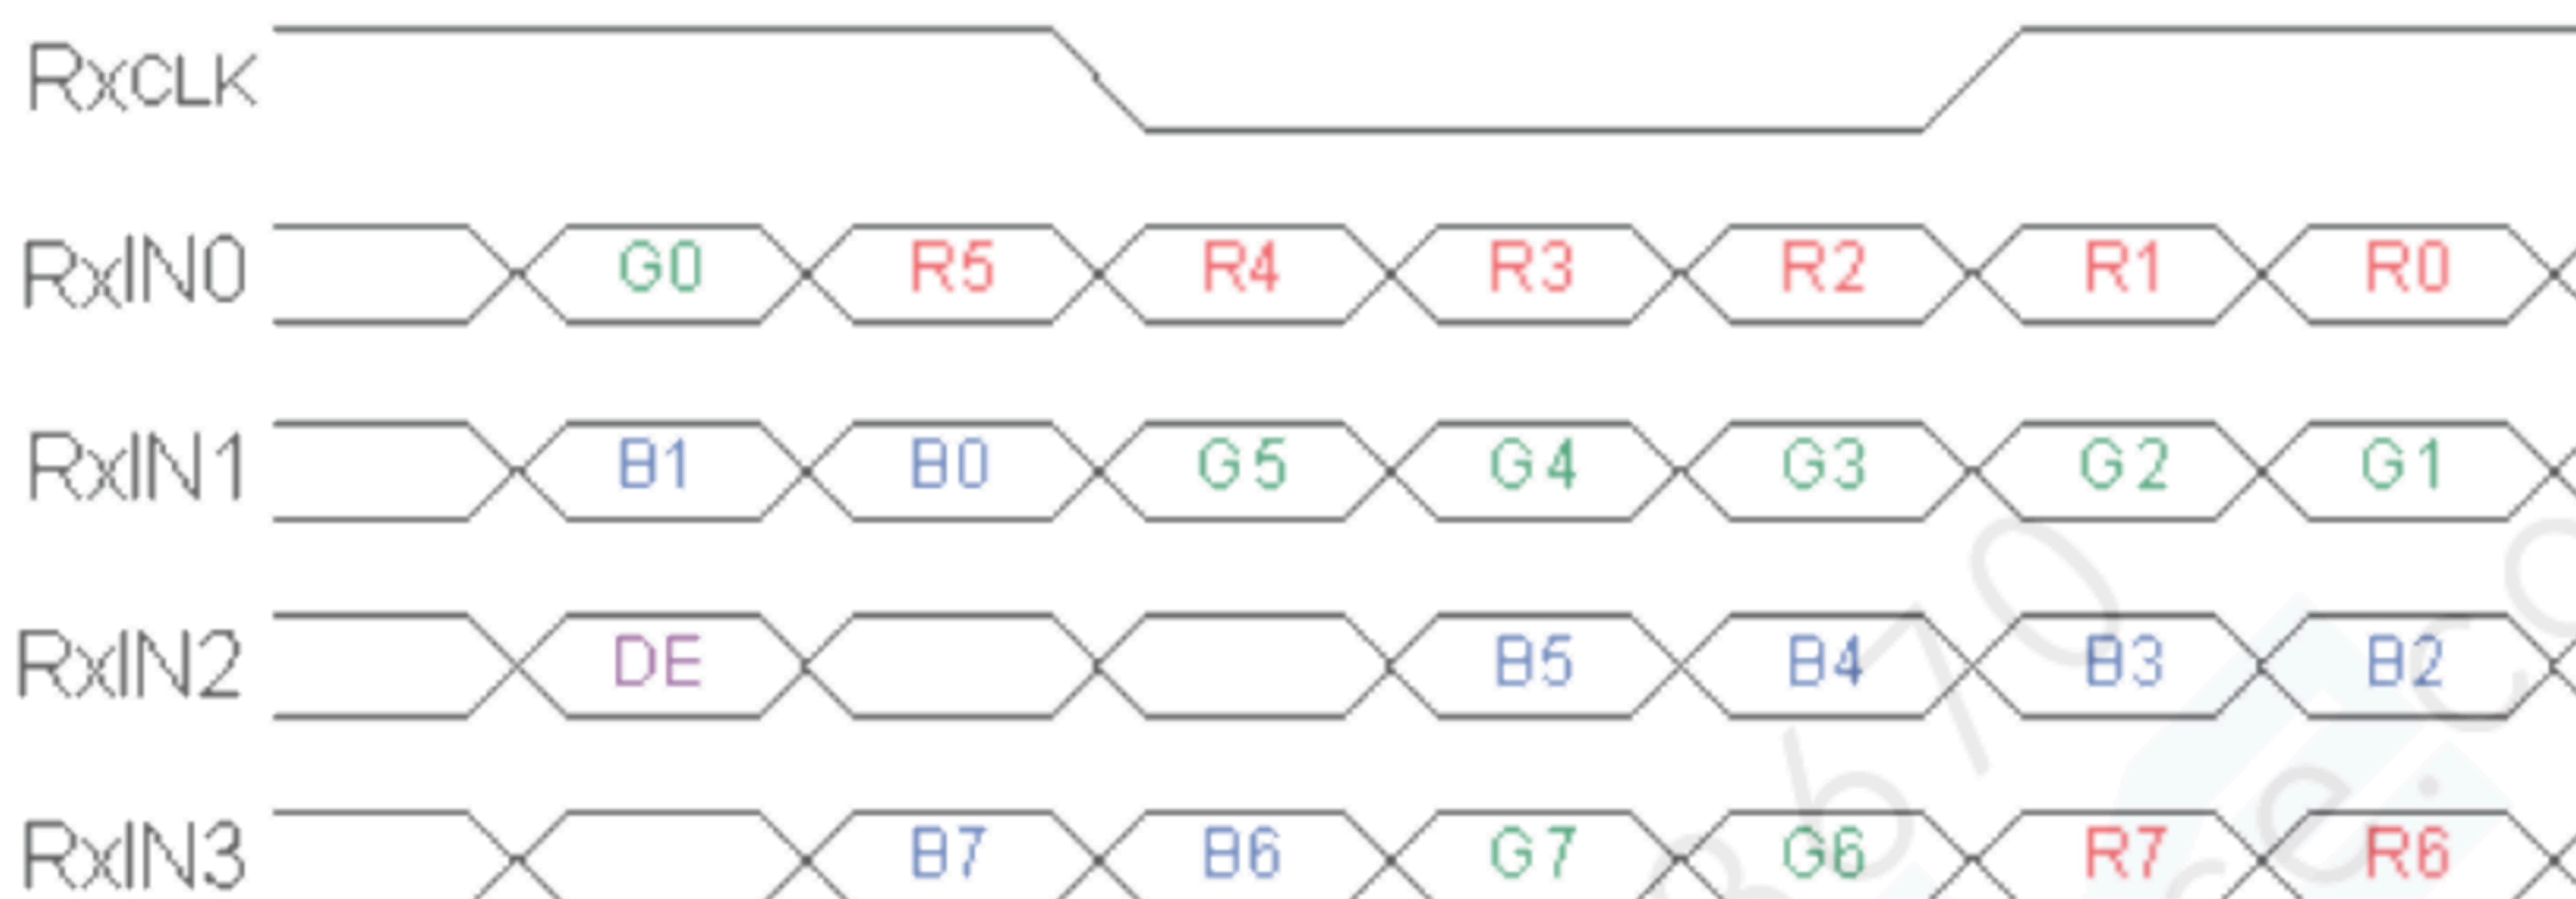 RxCLK
RxIN0 G0 R5 R4 R3 R2 R1 R0
RxIN1 B1 B0 G5 G4 G3 G2 G1
RxIN2 DE B5 B4 B3 B2
RxIN3 B7 B6 G7 G6 R7 R6